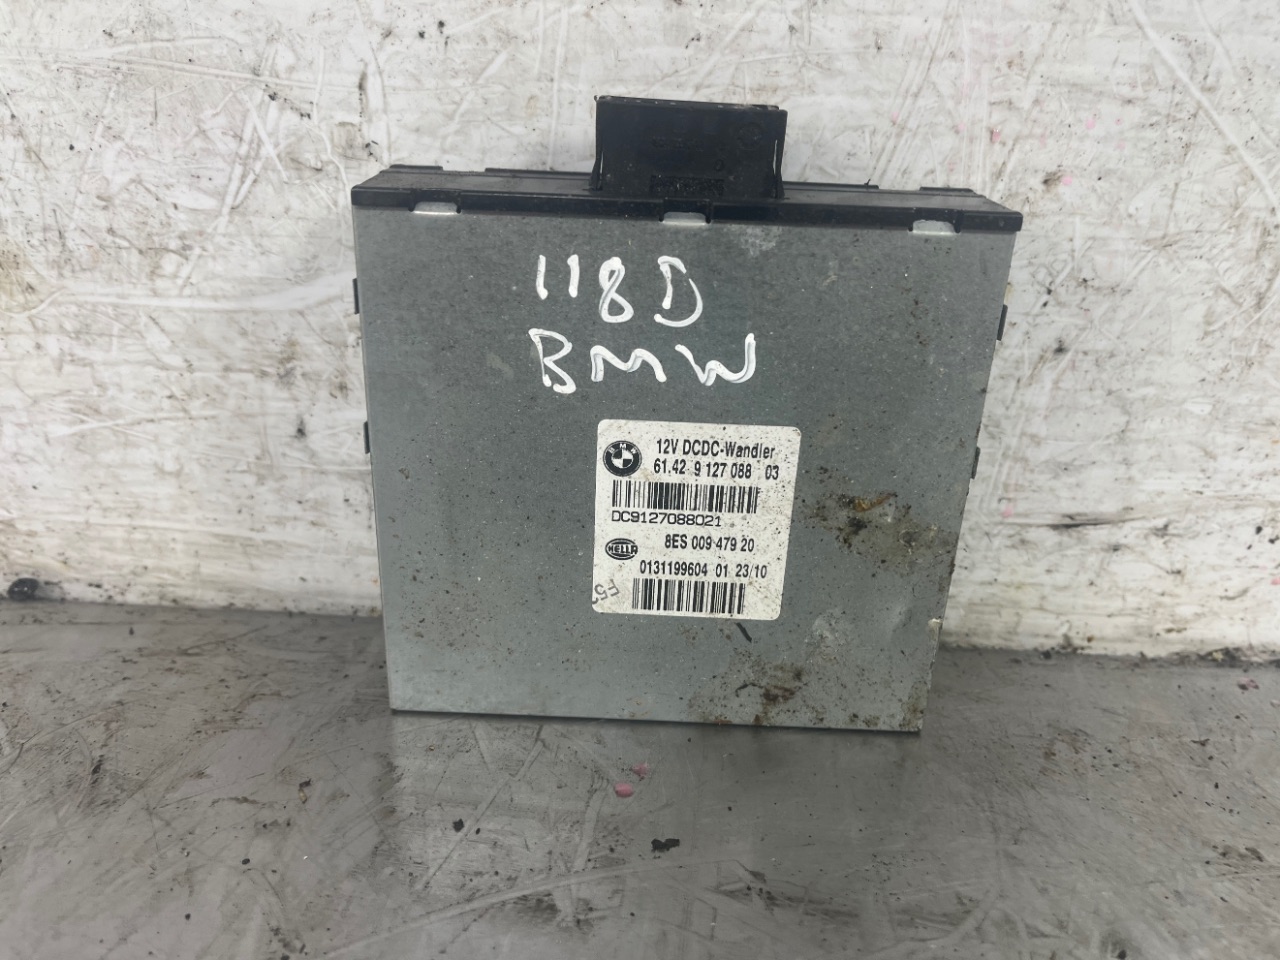 118D
BMW
12V DCDC-Wandler
61.42 9 127 088 03
DC9127088021
8ES 009 479 20
HELLA
0131199604 01 23/10